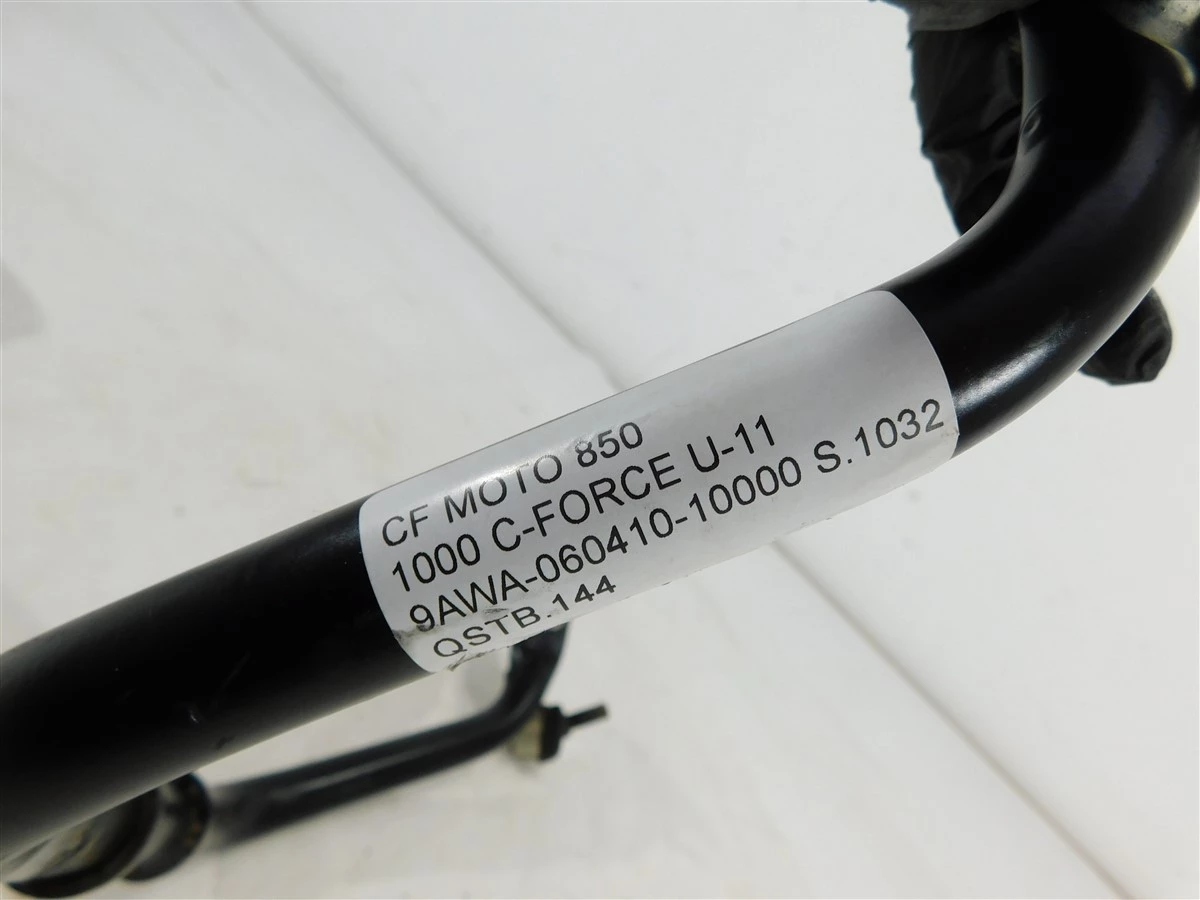 CF MOTO 850
1000 C-FORCE U-11
9AWA-060410-10000 S.1032
QSTB.144